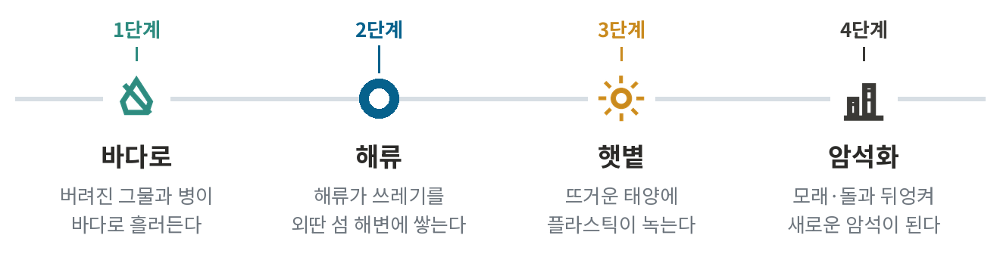 1단계
바다로
버려진 그물과 병이
바다로 흘러든다
2단계
해류
해류가 쓰레기를
외딴 섬 해변에 쌓는다
3단계
햇볕
뜨거운 태양에
플라스틱이 녹는다
4단계
암석화
모래·돌과 뒤엉켜
새로운 암석이 된다